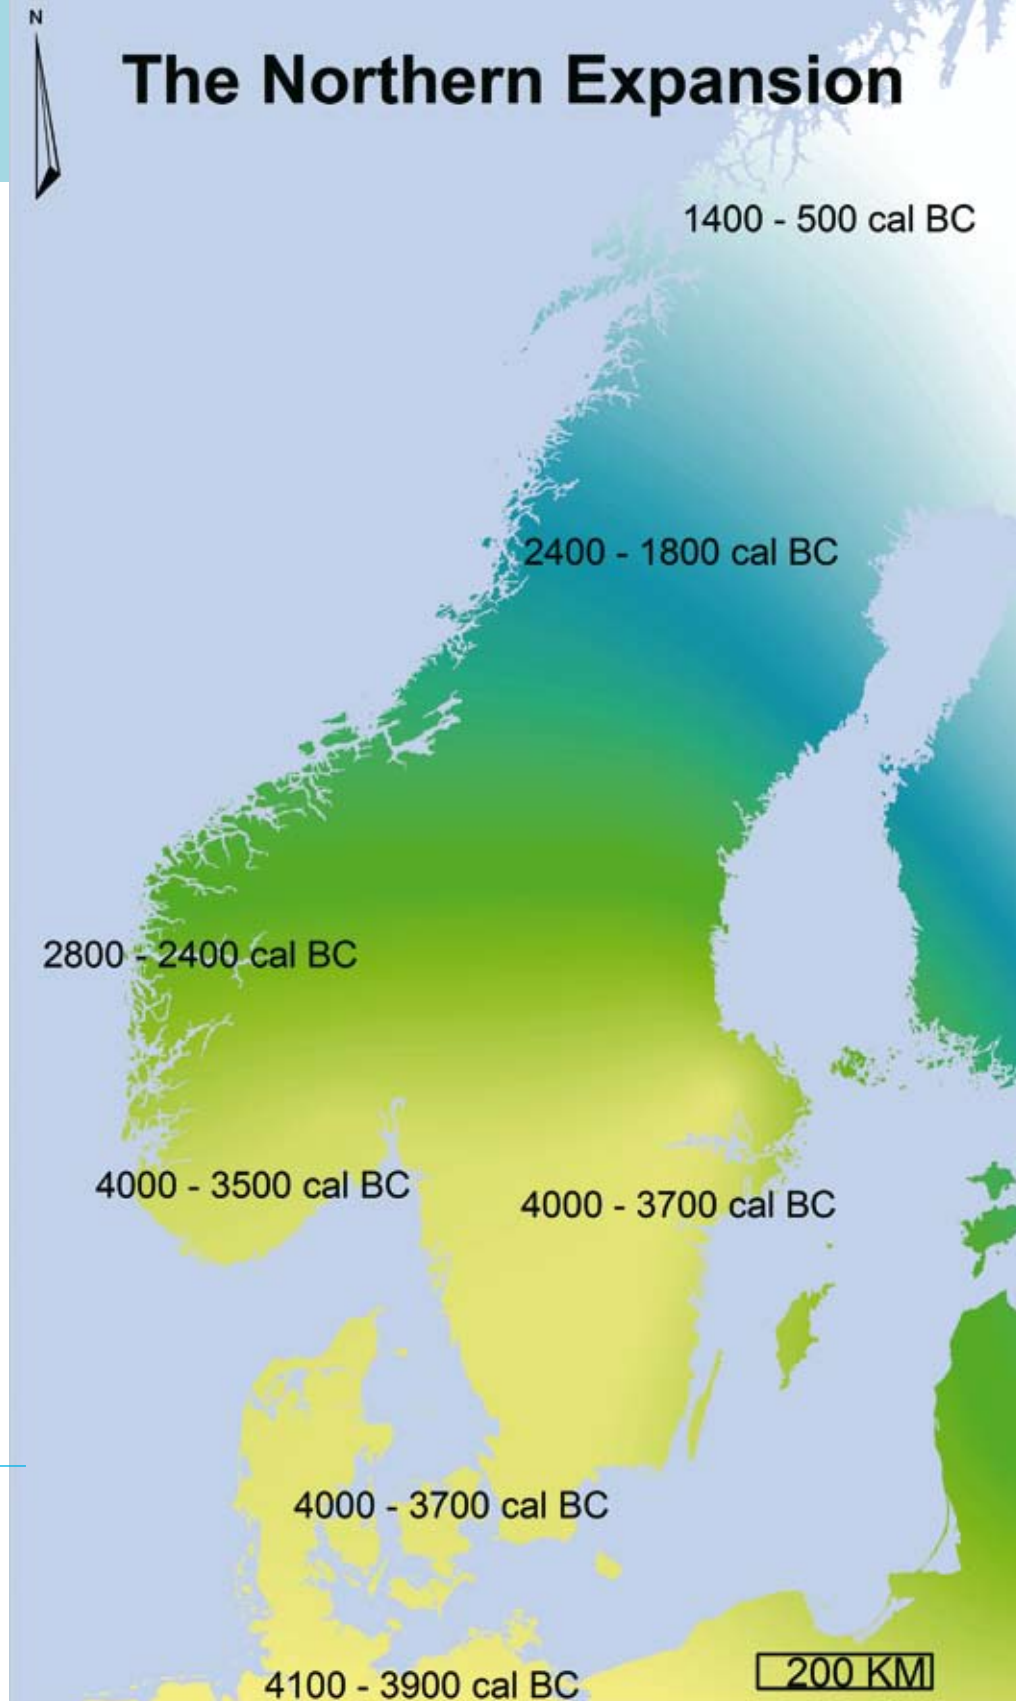 N
The Northern Expansion
1400 - 500 cal BC
2400 - 1800 cal BC
2800 - 2400 cal BC
4000 - 3500 cal BC
4000 - 3700 cal BC
4000 - 3700 cal BC
4100 - 3900 cal BC
200 KM